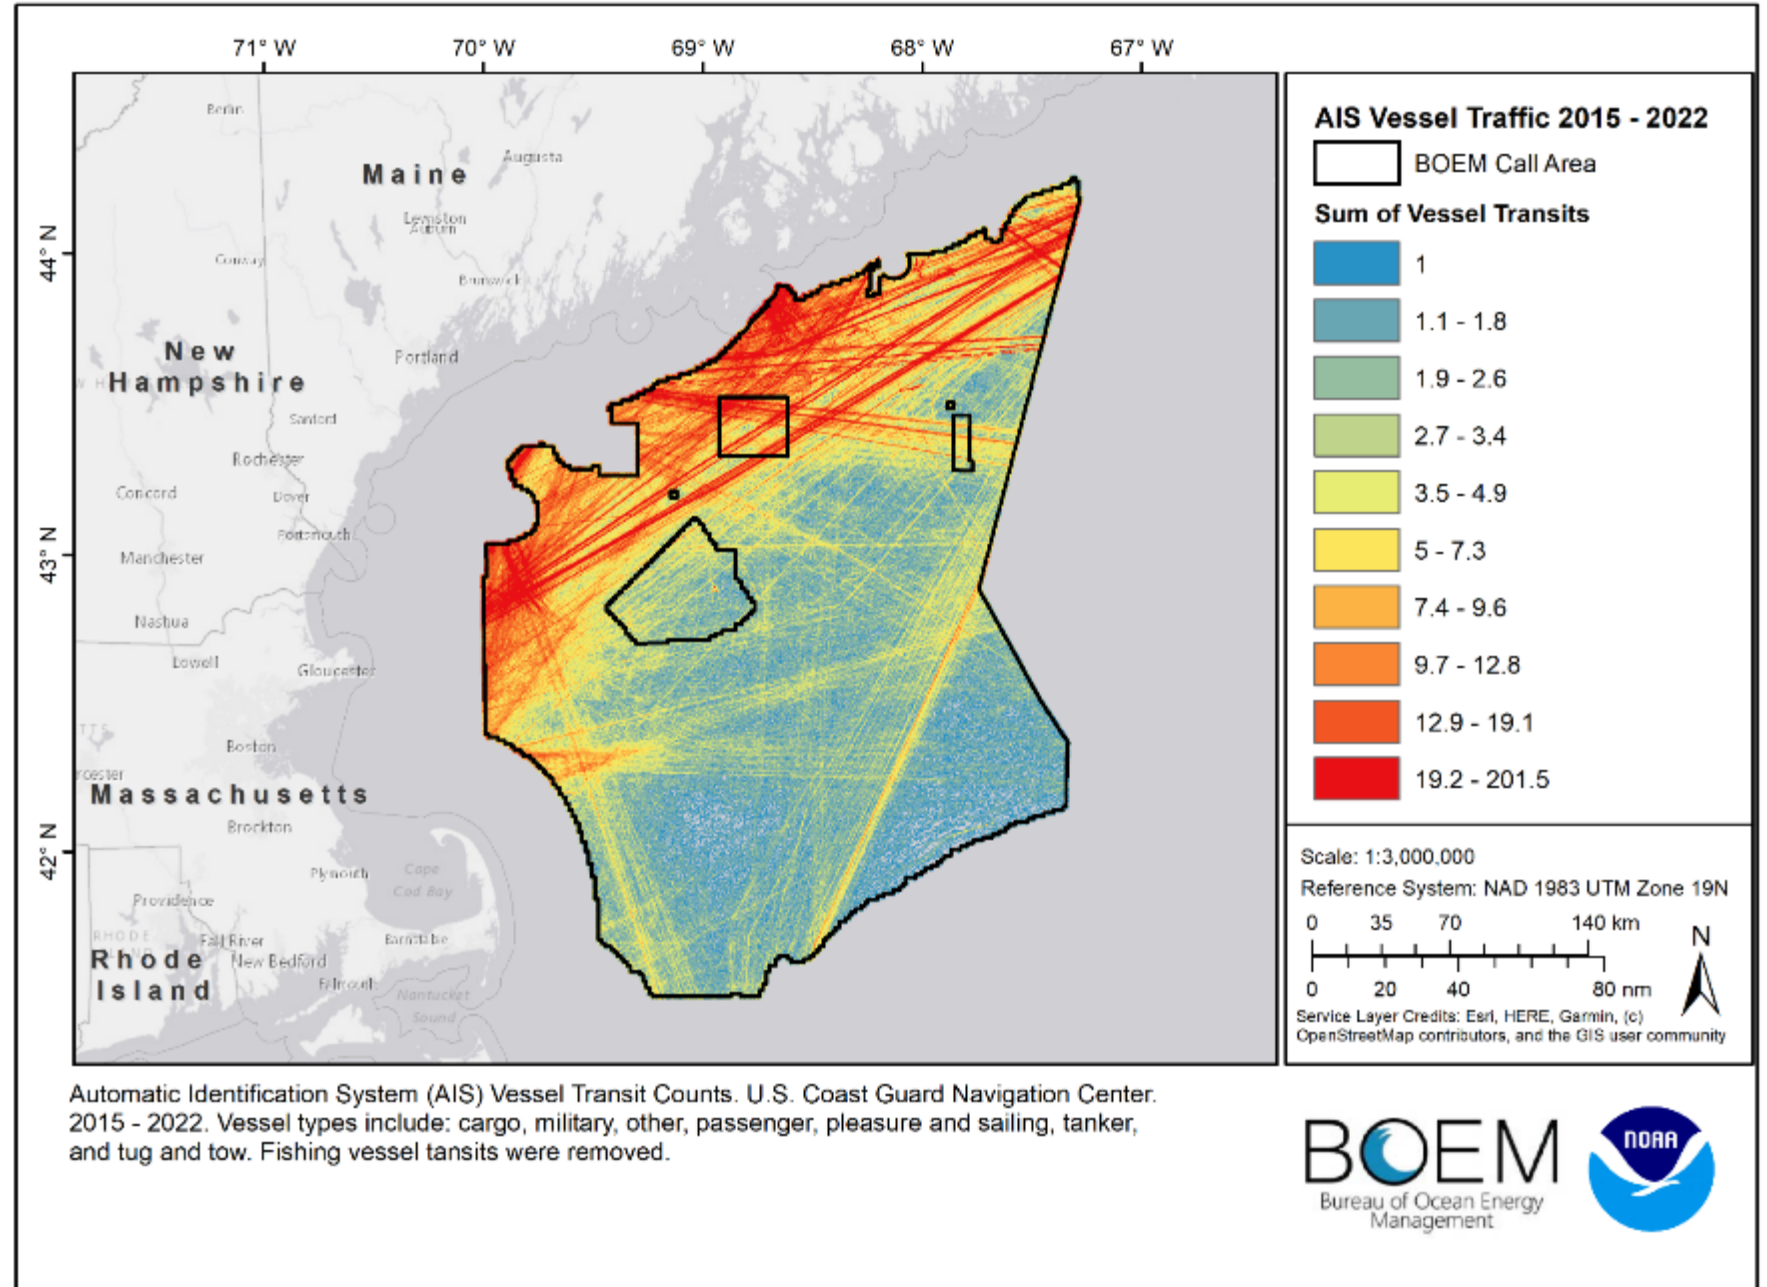 71° W 70° W 69° W 68° W 67° W
44° N
43° N
42° N
Berlin
Augusta
Maine
Lewiston
Auburn
Conway
Brunswick
New
Hampshire
Portland
Sanford
Rochester
Concord
Dover
Portsmouth
Manchester
Nashua
Lowell
Gloucester
Boston
rcester
Massachusetts
Brockton
Plymouth
Cape
Cod Bay
Providence
RHODE
Fall River
Barnstable
Rhode
New Bedford
Island
Falmouth
Nantucket
Sound
AIS Vessel Traffic 2015 - 2022
BOEM Call Area
Sum of Vessel Transits
1
1.1 - 1.8
1.9 - 2.6
2.7 - 3.4
3.5 - 4.9
5 - 7.3
7.4 - 9.6
9.7 - 12.8
12.9 - 19.1
19.2 - 201.5
Scale: 1:3,000,000
Reference System: NAD 1983 UTM Zone 19N
0 35 70 140 km
N
0 20 40 80 nm
Service Layer Credits: Esri, HERE, Garmin, (c)
OpenStreetMap contributors, and the GIS user community
Automatic Identification System (AIS) Vessel Transit Counts. U.S. Coast Guard Navigation Center.
2015 - 2022. Vessel types include: cargo, military, other, passenger, pleasure and sailing, tanker,
and tug and tow. Fishing vessel tansits were removed.
BOEM
Bureau of Ocean Energy
Management
NOAA